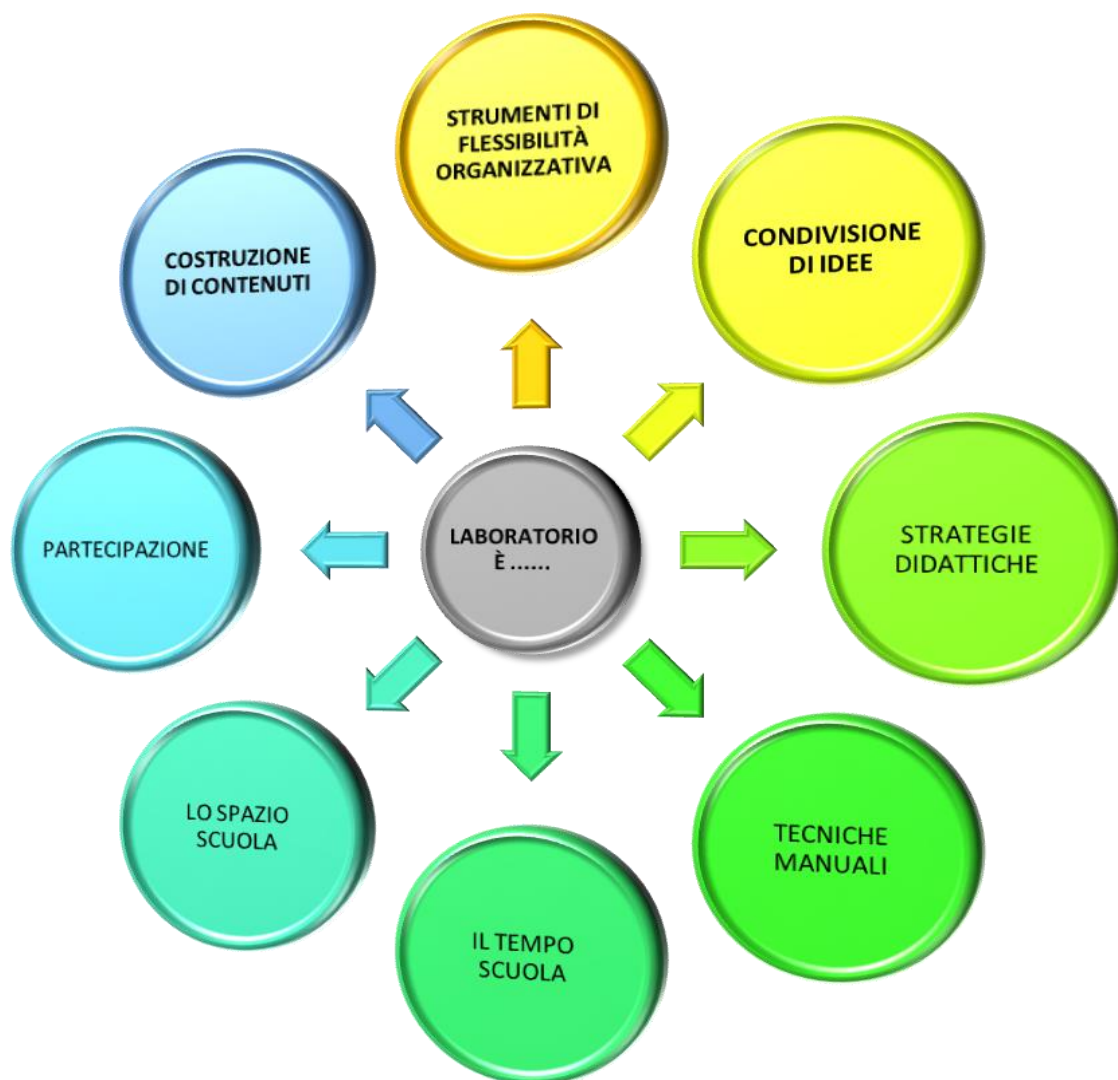 STRUMENTI DI
FLESSIBILITÀ
ORGANIZZATIVA
CONDIVISIONE
DI IDEE
STRATEGIE
DIDATTICHE
TECNICHE
MANUALI
IL TEMPO
SCUOLA
LO SPAZIO
SCUOLA
PARTECIPAZIONE
COSTRUZIONE
DI CONTENUTI
LABORATORIO
È ......